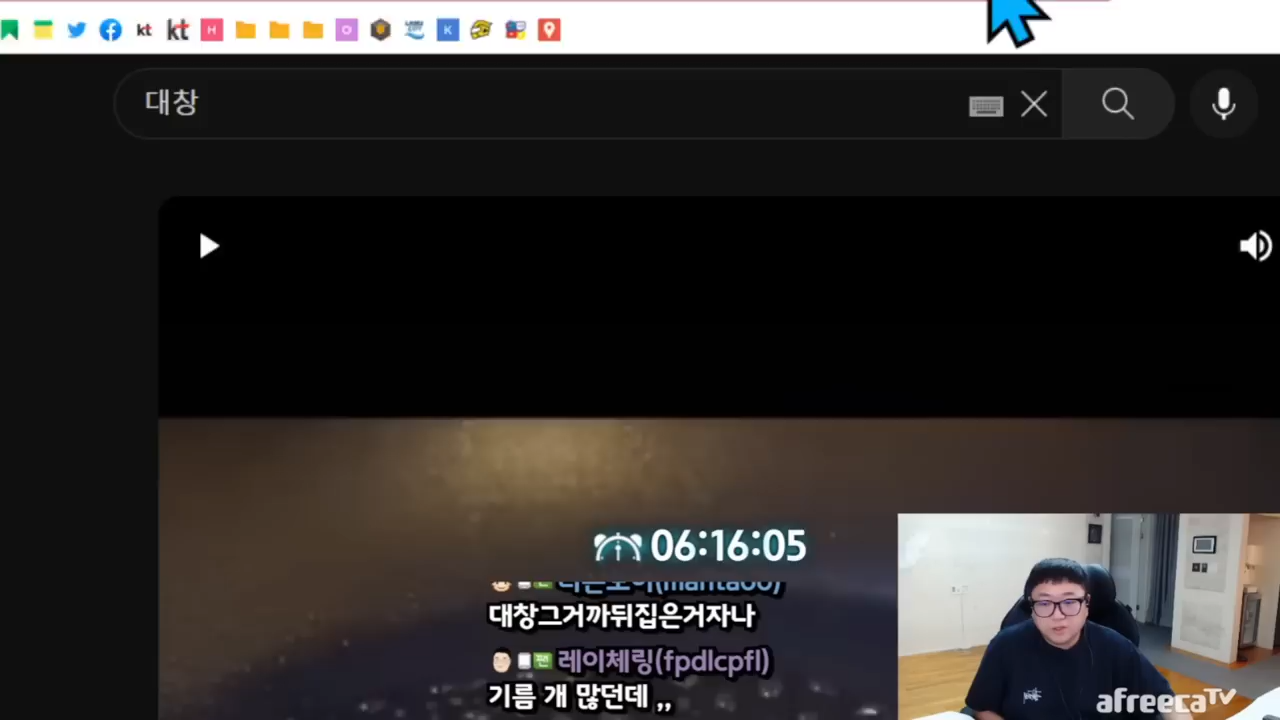 kt
kt
H
O
K
대창
06:16:05
대창그거까뒤집은거자나
레이체링(fpdlcpfl)
기름 개 많던데 ,,
afreecaTV